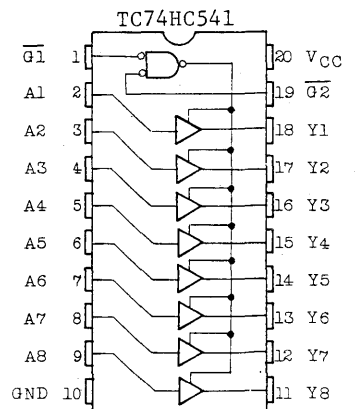 TC74HC541
G1 1 20 VCC
A1 2 19 G2
A2 3 18 Y1
A3 4 17 Y2
A4 5 16 Y3
A5 6 15 Y4
A6 7 14 Y5
A7 8 13 Y6
A8 9 12 Y7
GND 10 11 Y8